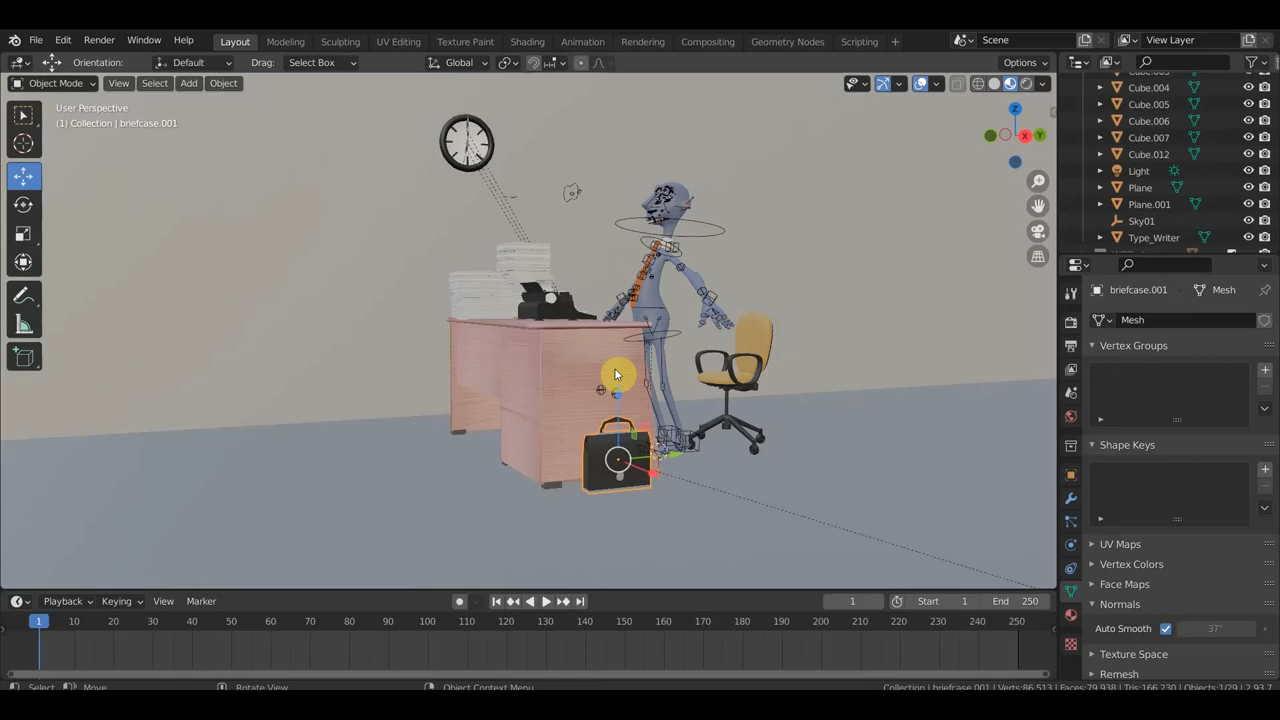 File Edit Render Window Help Layout Modeling Sculpting UV Editing Texture Paint Shading Animation Rendering Compositing Geometry Nodes Scripting + Scene View Layer
Orientation: Default Drag: Select Box Global Options
Object Mode View Select Add Object
User Perspective
(1) Collection | briefcase.001
Z
X
Y
Cube.004
Cube.005
Cube.006
Cube.007
Cube.012
Light
Plane
Plane.001
Sky01
Type_Writer
briefcase.001 Mesh
Mesh
Vertex Groups
Shape Keys
UV Maps
Vertex Colors
Face Maps
Normals
Auto Smooth 37°
Texture Space
Remesh
Playback Keying View Marker 1 Start 1 End 250
1 10 20 30 40 50 60 70 80 90 100 110 120 130 140 150 160 170 180 190 200 210 220 230 240 250
Select Move Rotate View Object Context Menu Collection | briefcase.001 | Verts:86,513 | Faces:79,938 | Tris:166,230 | Objects:1/29 | 2.93.7